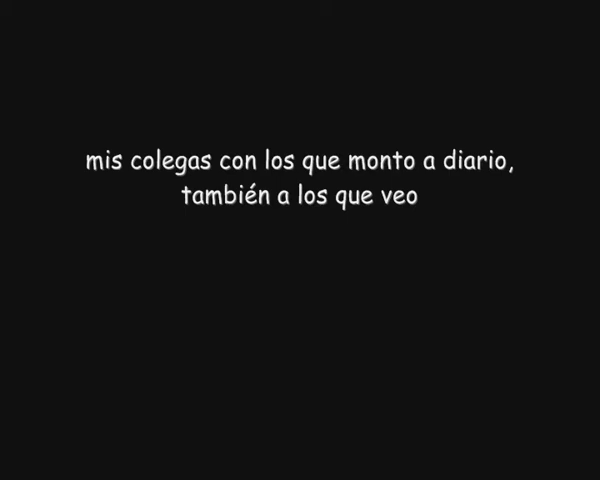 mis colegas con los que monto a diario,
también a los que veo